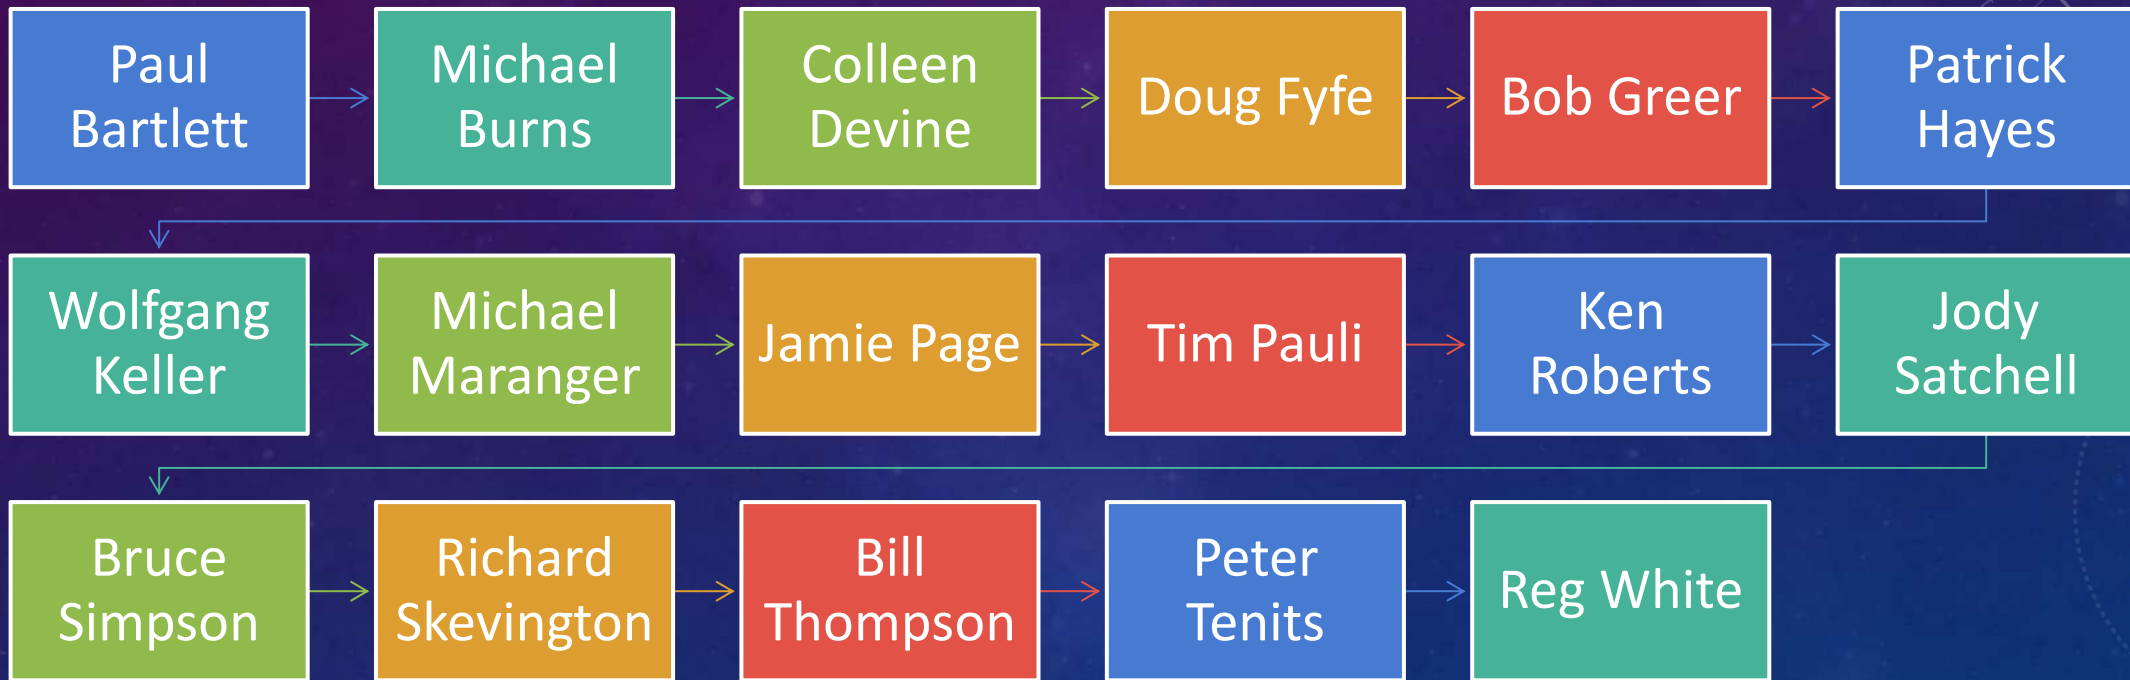 Paul
Bartlett
Michael
Burns
Colleen
Devine
Doug Fyfe
Bob Greer
Patrick
Hayes
Wolfgang
Keller
Michael
Maranger
Jamie Page
Tim Pauli
Ken
Roberts
Jody
Satchell
Bruce
Simpson
Richard
Skevington
Bill
Thompson
Peter
Tenits
Reg White